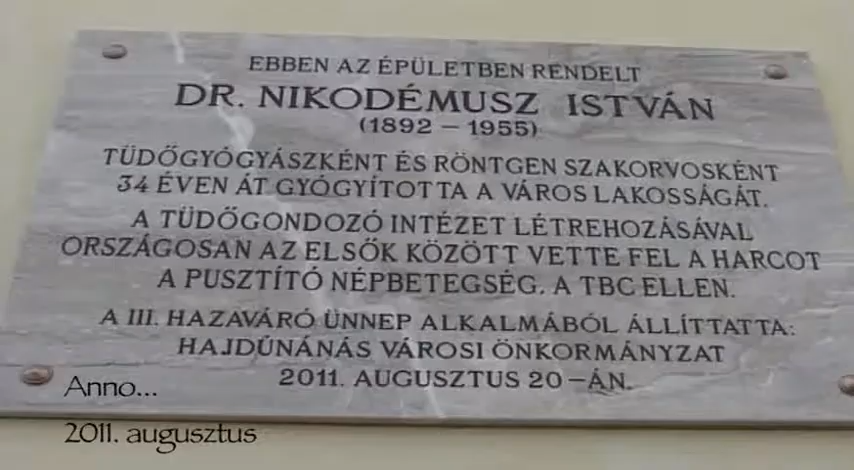 EBBEN AZ ÉPÜLETBEN RENDELT
DR. NIKODÉMUSZ ISTVÁN
(1892 – 1955)
TÜDŐGYÓGYÁSZKÉNT ÉS RÖNTGEN SZAKORVOSKÉNT
34 ÉVEN ÁT GYÓGYÍTOTTA A VÁROS LAKOSSÁGÁT.
A TÜDŐGONDOZÓ INTÉZET LÉTREHOZÁSÁVAL
ORSZÁGOSAN AZ ELSŐK KÖZÖTT VETTE FEL A HARCOT
A PUSZTÍTÓ NÉPBETEGSÉG, A TBC ELLEN.
A III. HAZAVÁRÓ ÜNNEP ALKALMÁBÓL ÁLLÍTTATTA:
HAJDÚNÁNÁS VÁROSI ÖNKORMÁNYZAT
2011. AUGUSZTUS 20 –ÁN.
Anno...
2011. augusztus